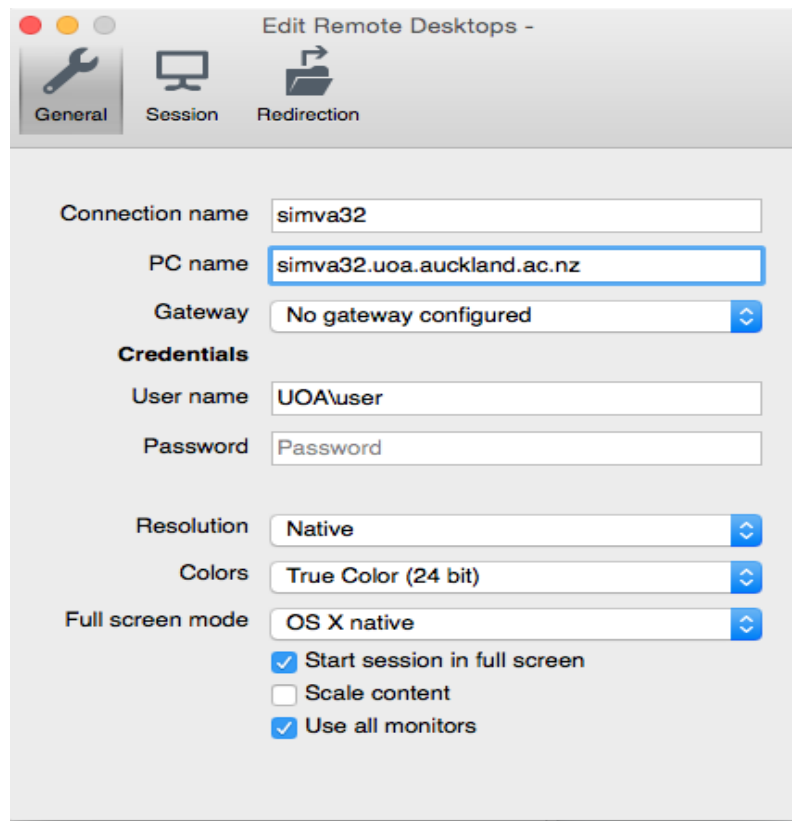 Edit Remote Desktops -
General Session Redirection
Connection name simva32
PC name simva32.uoa.auckland.ac.nz
Gateway No gateway configured
Credentials
User name UOA\user
Password Password
Resolution Native
Colors True Color (24 bit)
Full screen mode OS X native
Start session in full screen
Scale content
Use all monitors